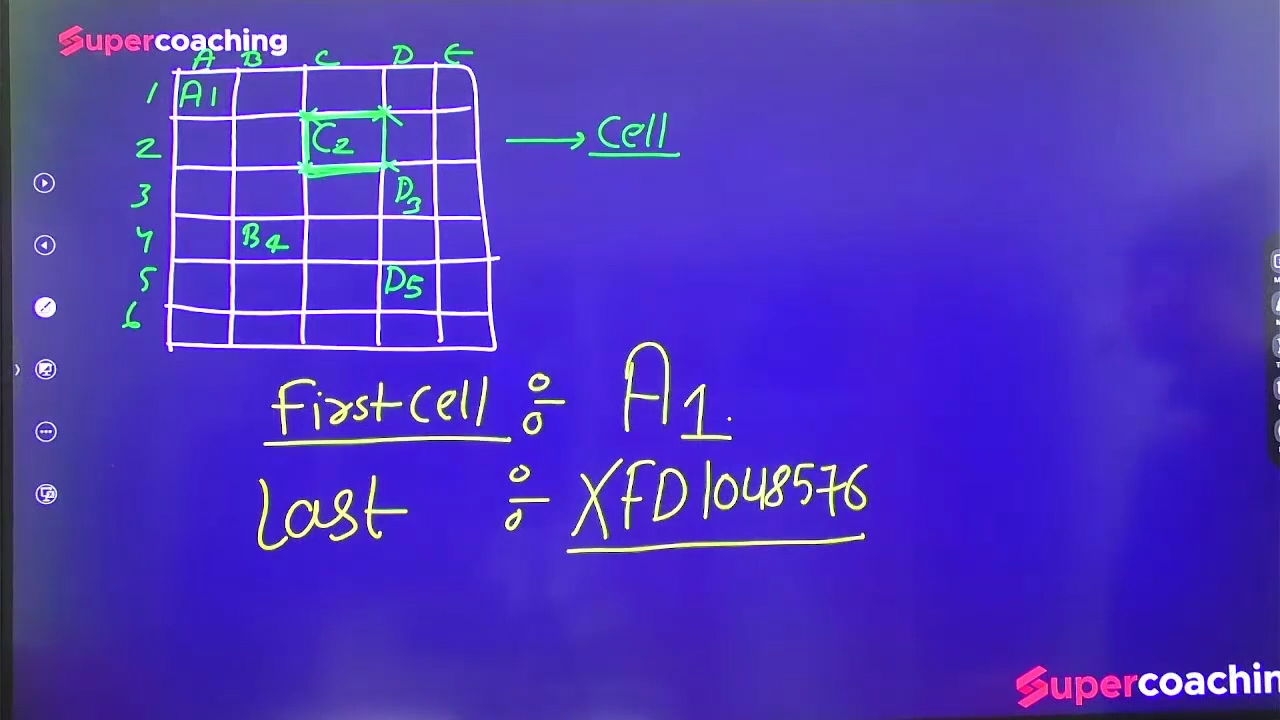 Supercoaching
A B C D E
1 A1
2 C2 → Cell
3 D3
4 B4
5 D5
6
First cell : A1.
Last : XFD1048576
Supercoachin